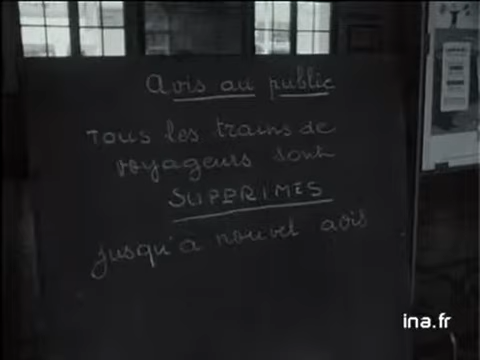 Avis au public
Tous les trains de
voyageurs sont
SUPPRIMES
jusqu'à nouvel avis
ina.fr